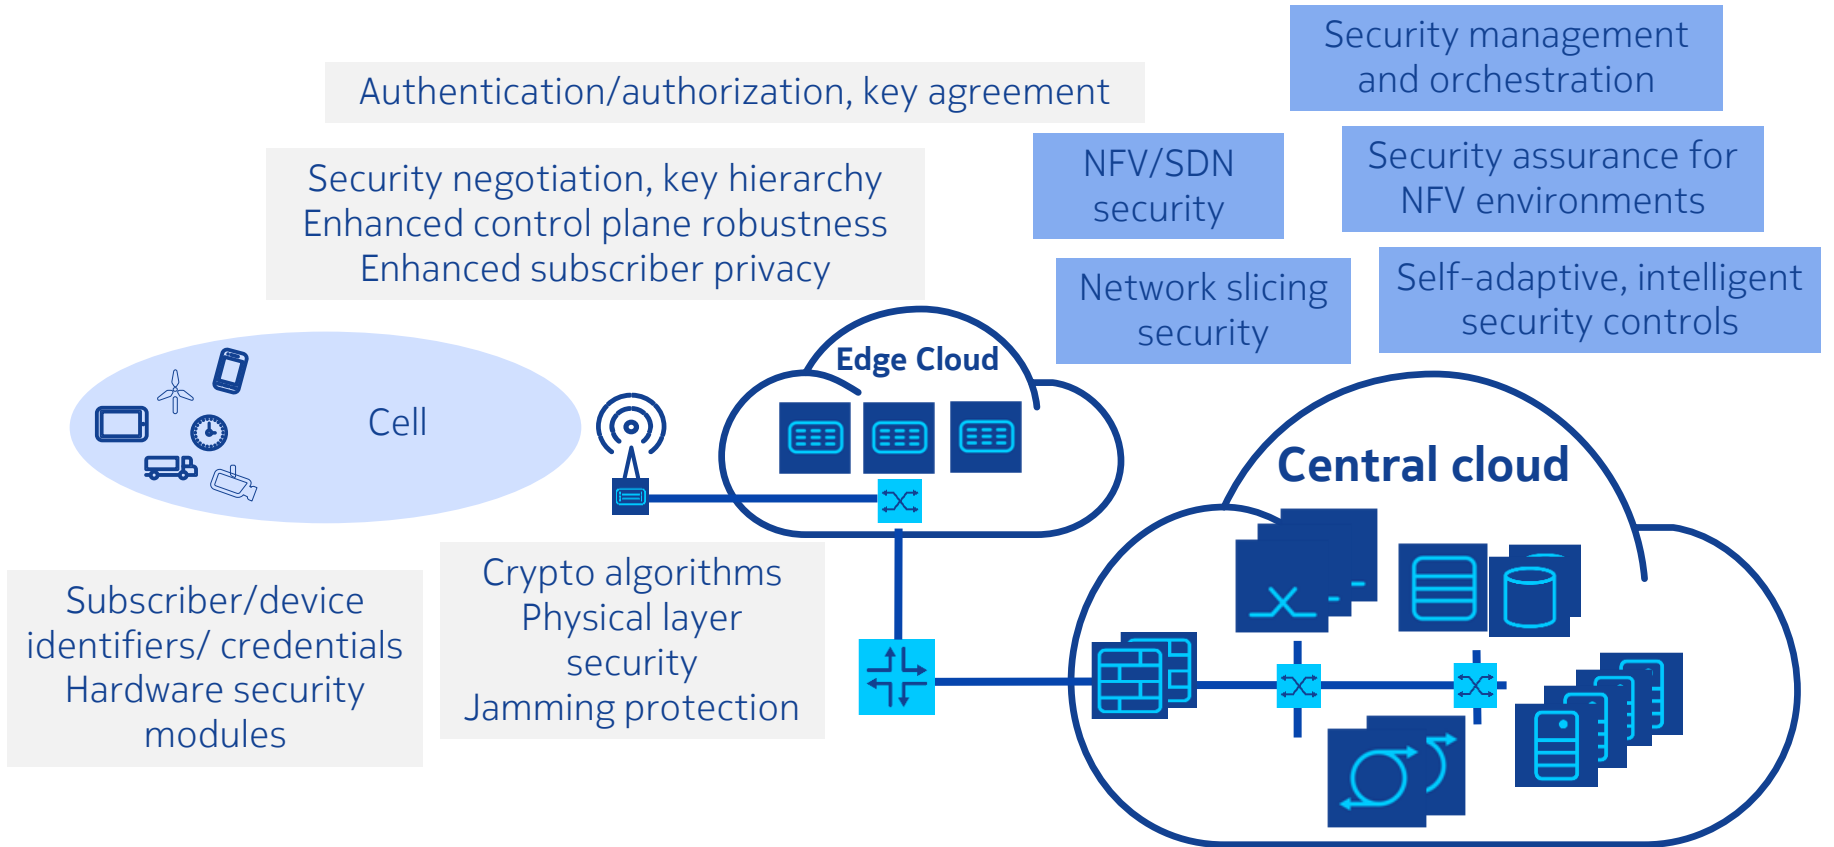 Security management
and orchestration
Authentication/authorization, key agreement
NFV/SDN
security
Security assurance for
NFV environments
Security negotiation, key hierarchy
Enhanced control plane robustness
Enhanced subscriber privacy
Network slicing
security
Self-adaptive, intelligent
security controls
Edge Cloud
Cell
Central cloud
Subscriber/device
identifiers/ credentials
Hardware security
modules
Crypto algorithms
Physical layer
security
Jamming protection